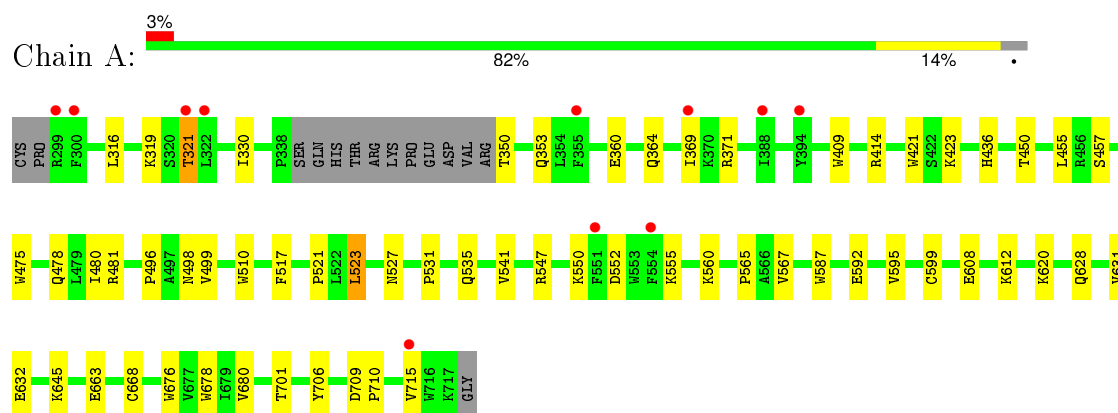 3%
Chain A:
82% 14% •
CYS PRO R299 F300 L316 K319 S320 T321 L322 I330 P338 SER GLN HIS THR ARG LYS PRO GLU ASP VAL ARG T350 Q353 L354 F355 E360 Q364 I369 K370 R371 I388 Y394 W409 R414 W421 S422 K423 H436 T450 L455 R456 S457
W475 Q478 L479 I480 R481 P496 A497 N498 V499 W510 F517 P521 L522 L523 N527 P531 Q535 V541 R547 K550 F551 D552 W553 F554 K555 K560 P565 A566 V567 W587 E592 V595 C599 E608 K612 K620 Q628 V631
E632 K645 E663 C668 W676 V677 W678 I679 V680 T701 Y706 D709 P710 V715 W716 K717 GLY